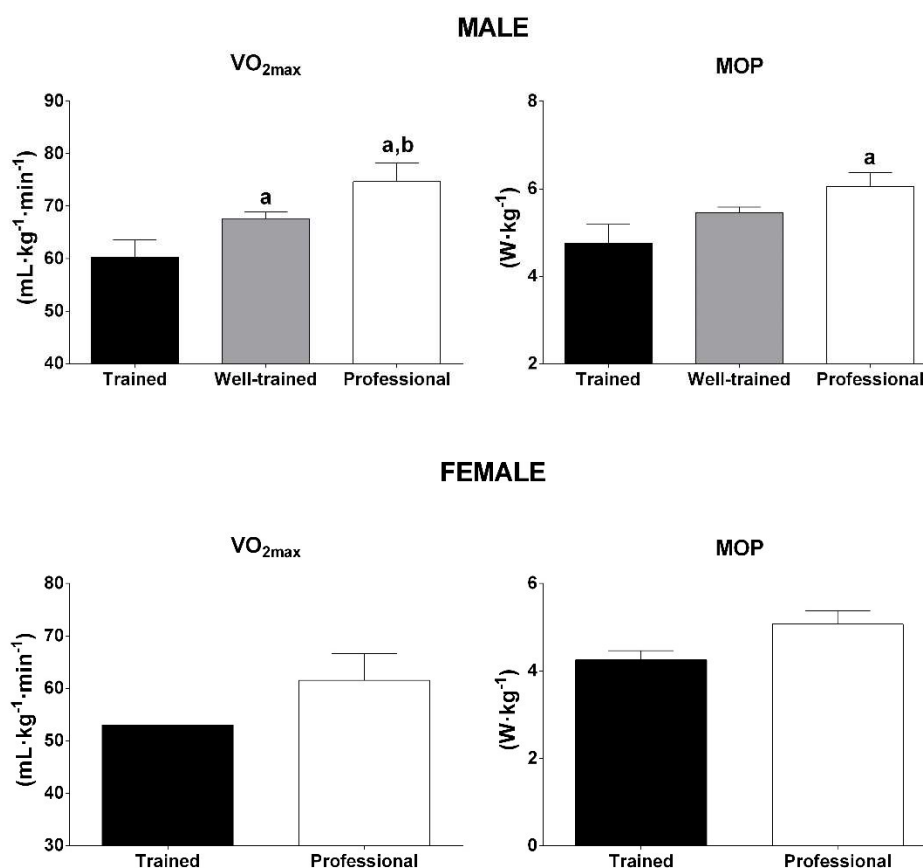 MALE
VO₂max
(mL·kg⁻¹·min⁻¹)
90
80
70
60
50
40
a
a,b
Trained Well-trained Professional
MOP
(W·kg⁻¹)
8
6
4
2
a
Trained Well-trained Professional
FEMALE
VO₂max
(mL·kg⁻¹·min⁻¹)
80
70
60
50
40
30
Trained Professional
MOP
(W·kg⁻¹)
6
4
2
0
Trained Professional